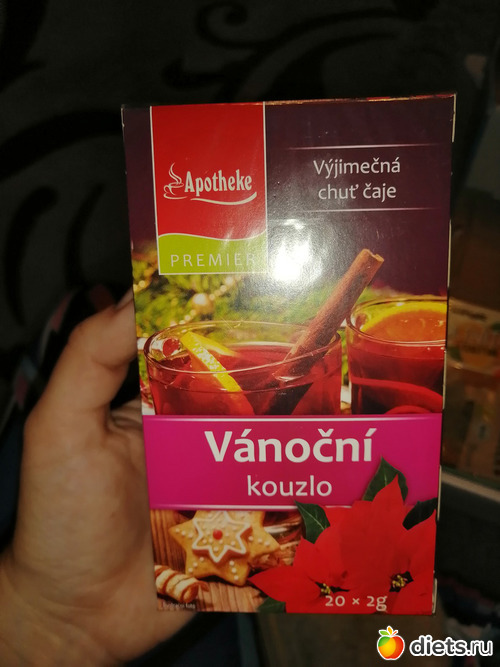 Apotheke
PREMIER
Výjimečná
chuť čaje
Vánoční
kouzlo
20 × 2g
diets.ru